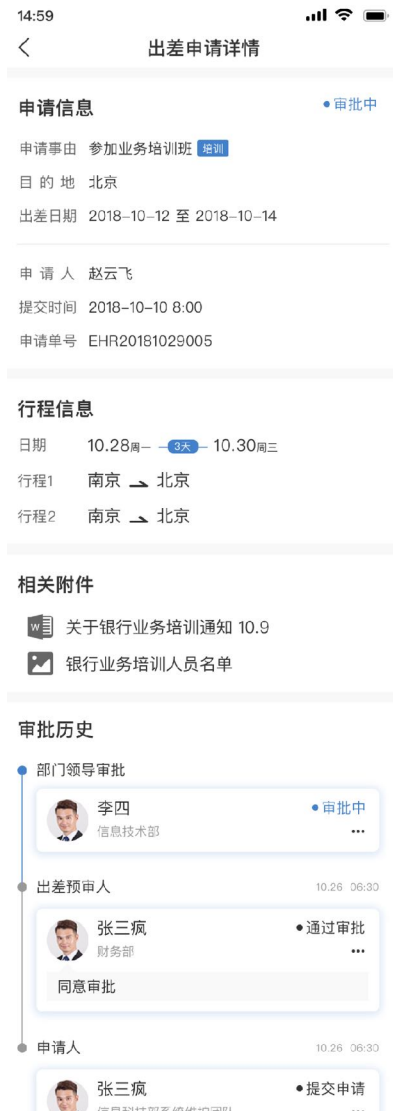 14:59
出差申请详情
申请信息 审批中
申请事由 参加业务培训班 培训
目的地 北京
出差日期 2018-10-12 至 2018-10-14
申请人 赵云飞
提交时间 2018-10-10 8:00
申请单号 EHR20181029005
行程信息
日期 10.28周一 3天 10.30周三
行程1 南京 北京
行程2 南京 北京
相关附件
W 关于银行业务培训通知 10.9
银行业务培训人员名单
审批历史
部门领导审批
李四 审批中
信息技术部
出差预审人 10.26 06:30
张三疯 通过审批
财务部
同意审批
申请人 10.26 06:30
张三疯 提交申请